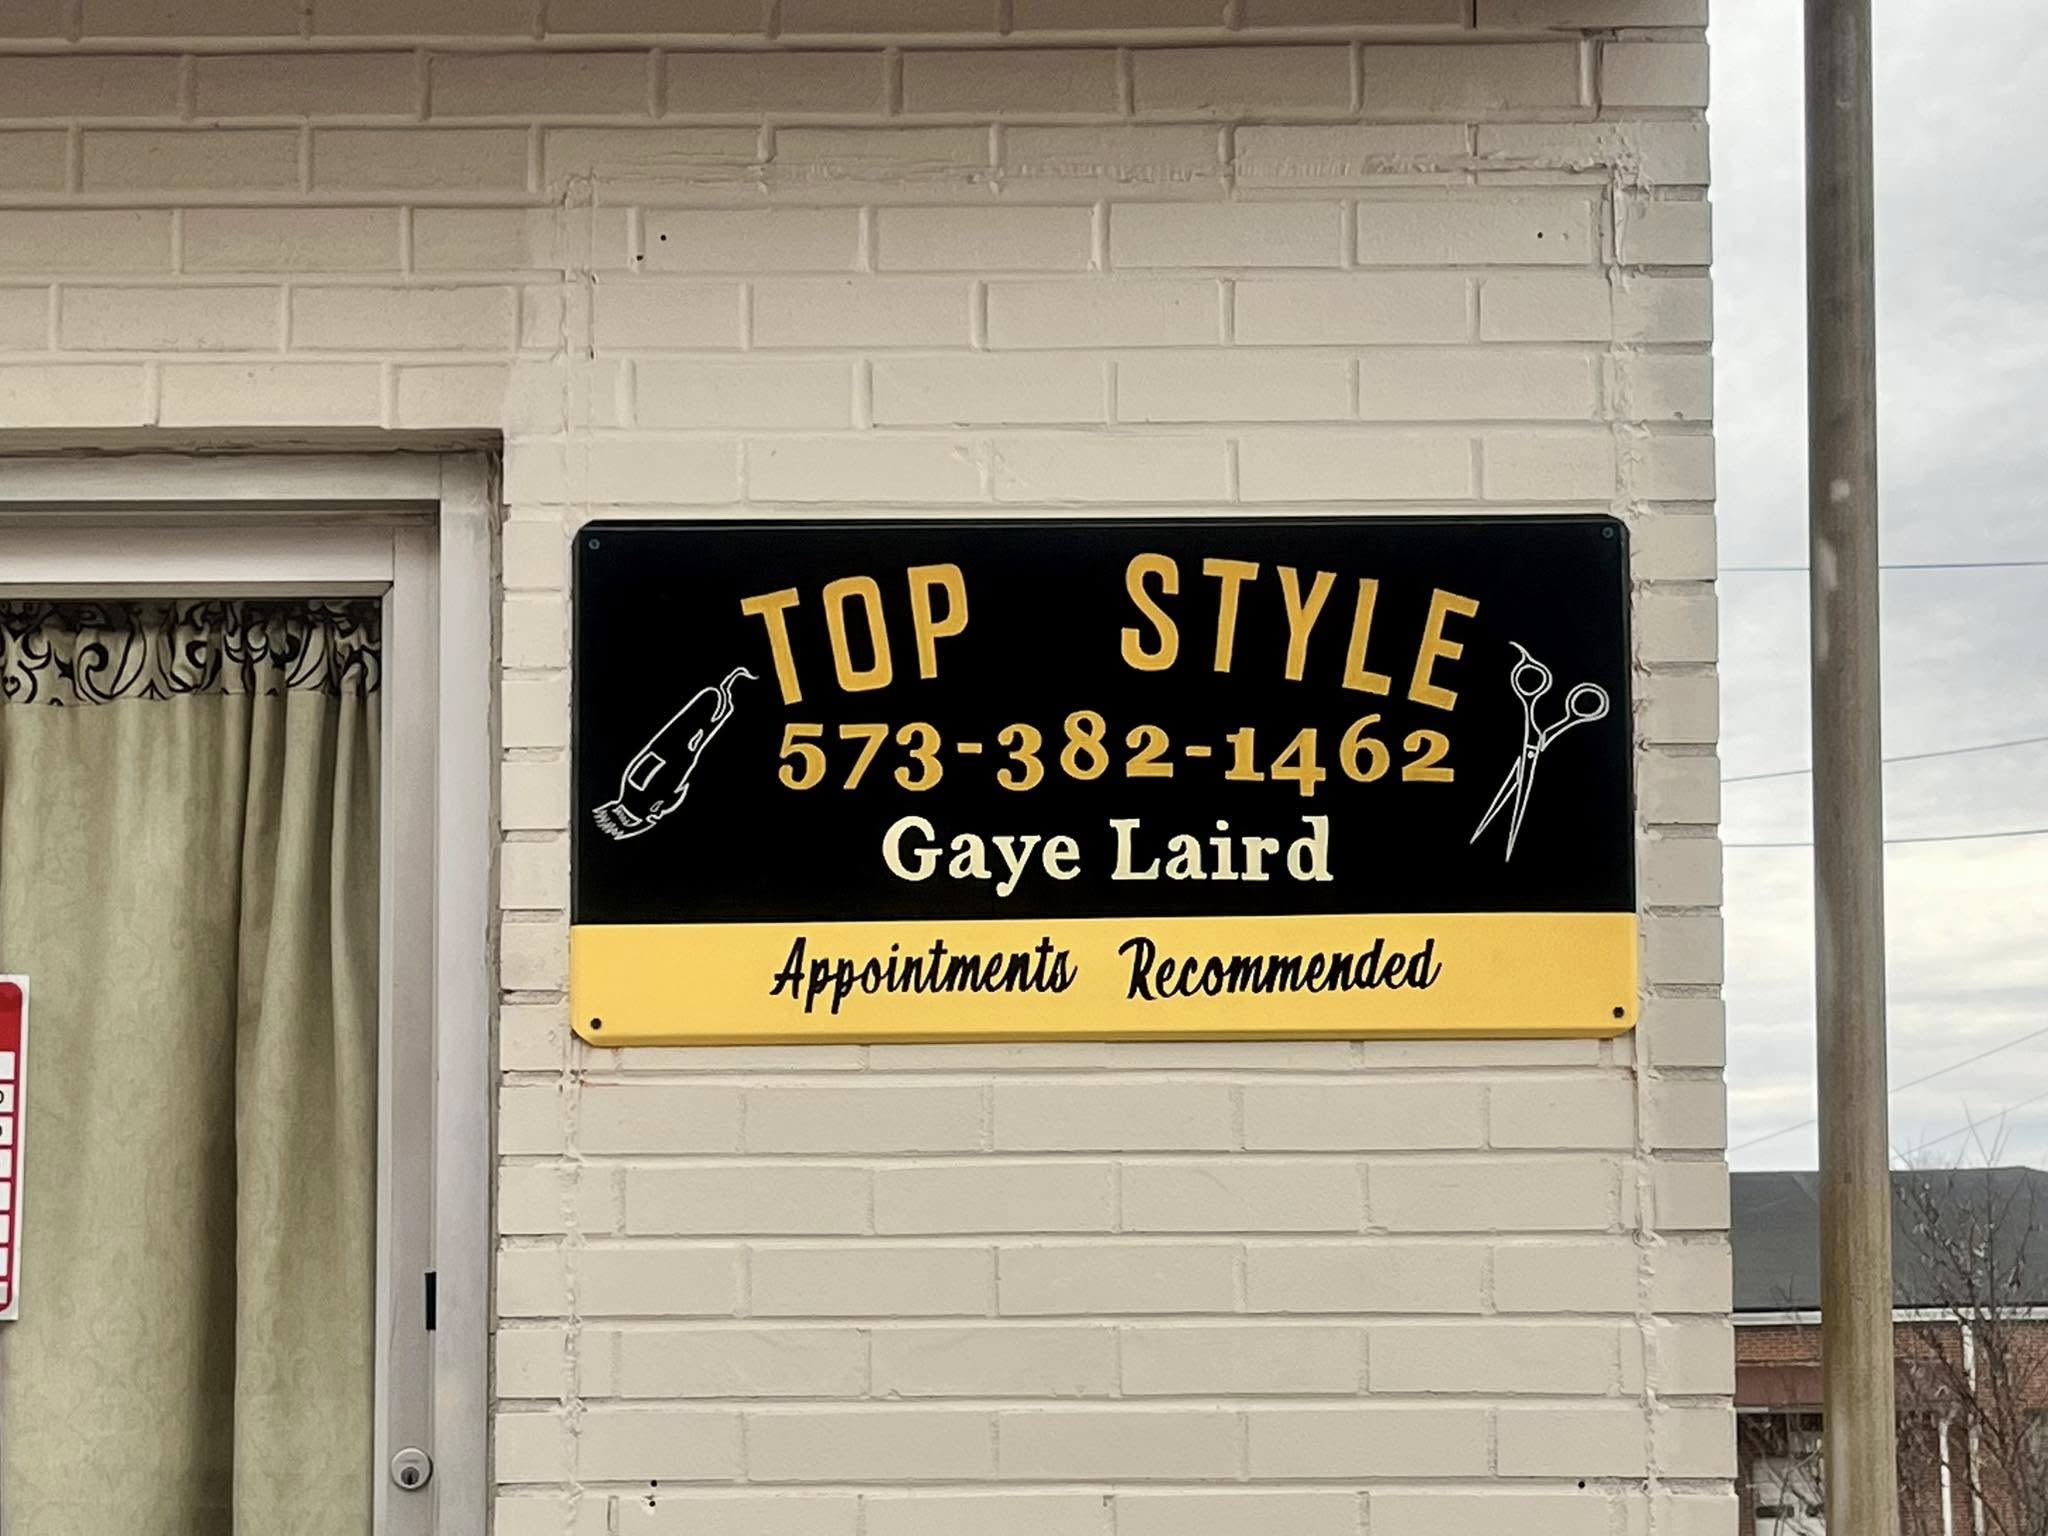 TOP STYLE
573-382-1462
Gaye Laird
Appointments Recommended